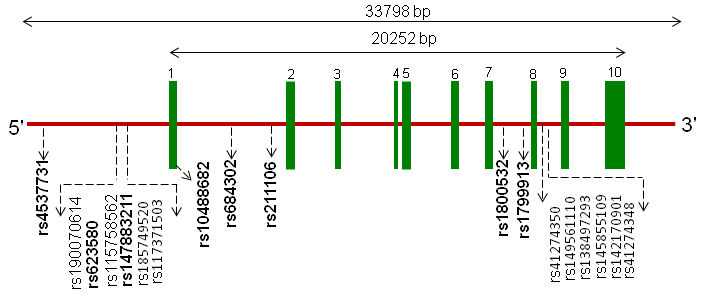 33798 bp
20252 bp
1 2 3 4 5 6 7 8 9 10
5' 3'
rs4537731
rs190070614
rs623580
rs115758562
rs147883211
rs185749520
rs117371503
rs10488682
rs684302
rs211106
rs1800532
rs1799913
rs41274350
rs149561110
rs138497293
rs145855109
rs142170901
rs41274348